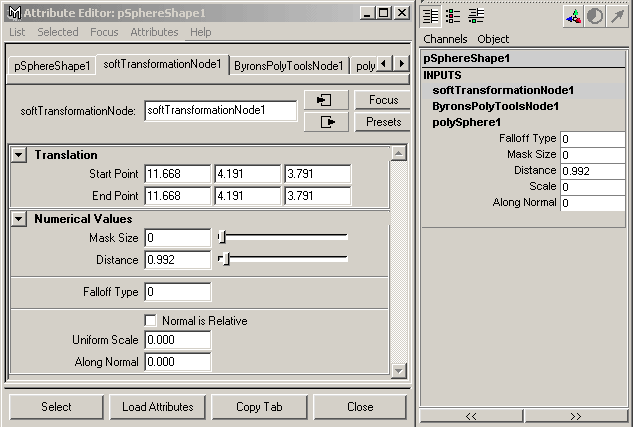 Attribute Editor: pSphereShape1
List Selected Focus Attributes Help
pSphereShape1 softTransformationNode1 ByronsPolyToolsNode1 poly
softTransformationNode: softTransformationNode1
Focus
Presets
Translation
Start Point 11.668 4.191 3.791
End Point 11.668 4.191 3.791
Numerical Values
Mask Size 0
Distance 0.992
Falloff Type 0
Normal is Relative
Uniform Scale 0.000
Along Normal 0.000
Select Load Attributes Copy Tab Close
Channels Object
pSphereShape1
INPUTS
softTransformationNode1
ByronsPolyToolsNode1
polySphere1
Falloff Type 0
Mask Size 0
Distance 0.992
Scale 0
Along Normal 0
<< >>